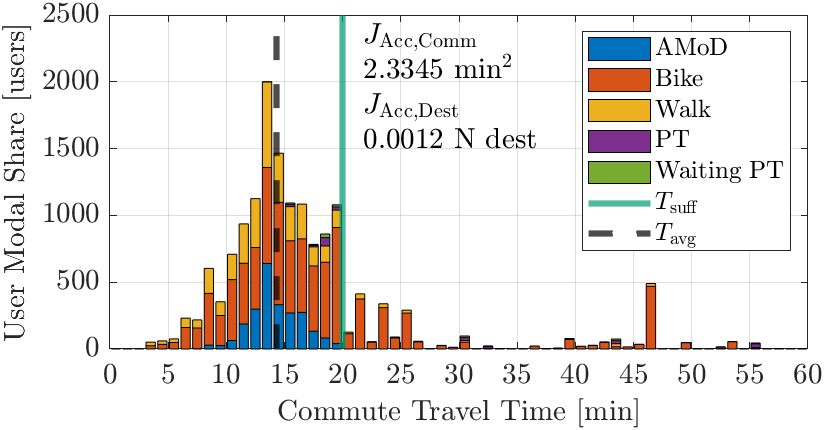 2500
2000
1500
1000
500
0
User Modal Share [users]
J_Acc,Comm
2.3345 min²
J_Acc,Dest
0.0012 N dest
AMoD
Bike
Walk
PT
Waiting PT
T_suff
T_avg
0 5 10 15 20 25 30 35 40 45 50 55 60
Commute Travel Time [min]